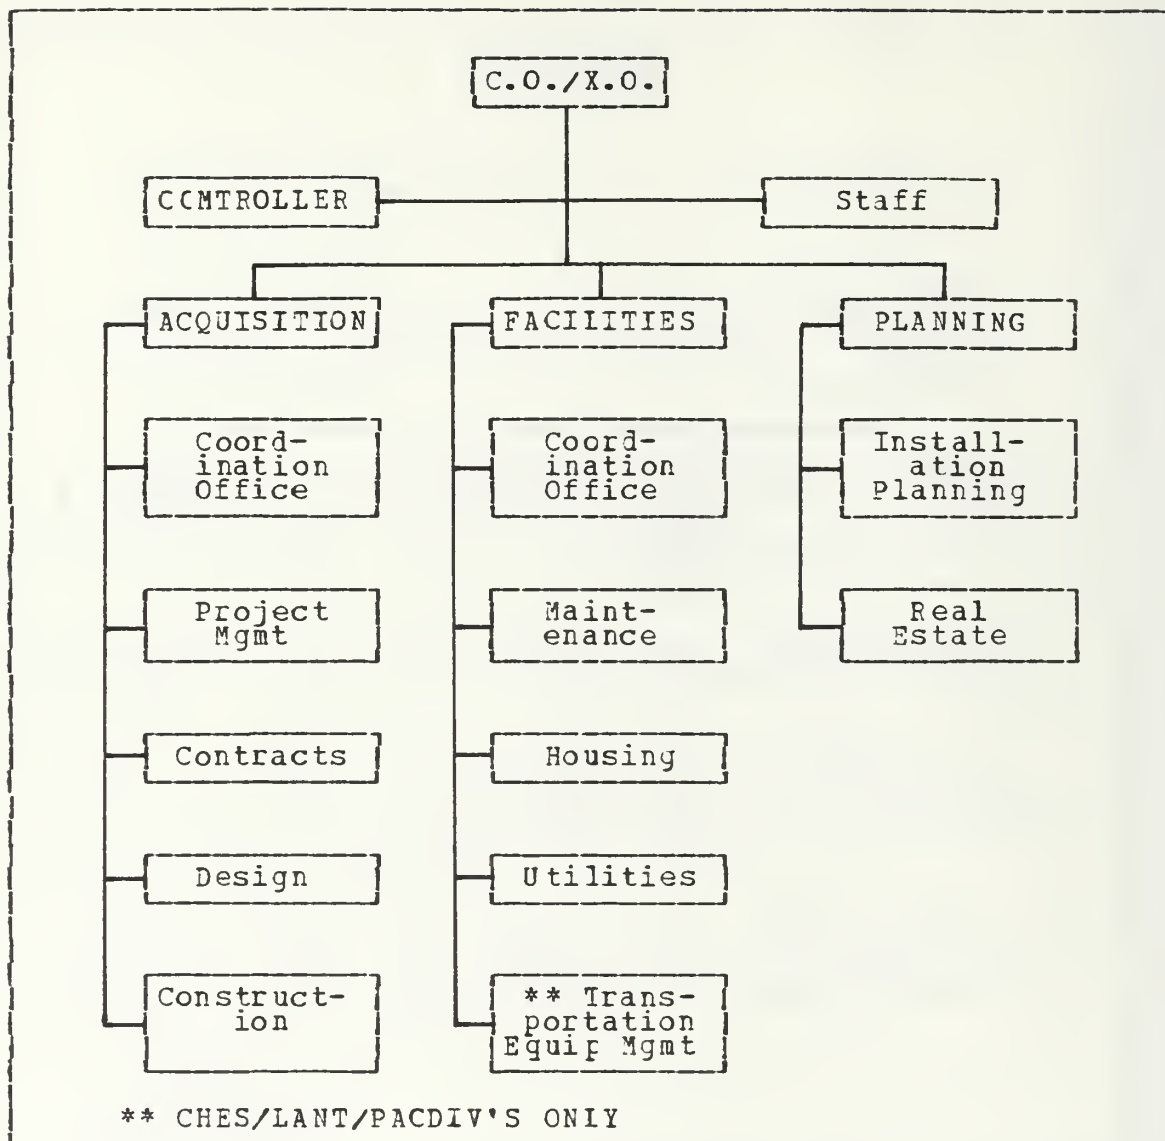 C.O./X.O.
CCMTROLLER
Staff
ACQUISITION
FACILITIES
PLANNING
Coord-
ination
Office
Coord-
ination
Office
Install-
ation
Planning
Project
Mgmt
Maint-
enance
Real
Estate
Contracts
Housing
Design
Utilities
Construct-
ion
** Trans-
portation
Equip Mgmt
** CHES/LANT/PACDIV'S ONLY